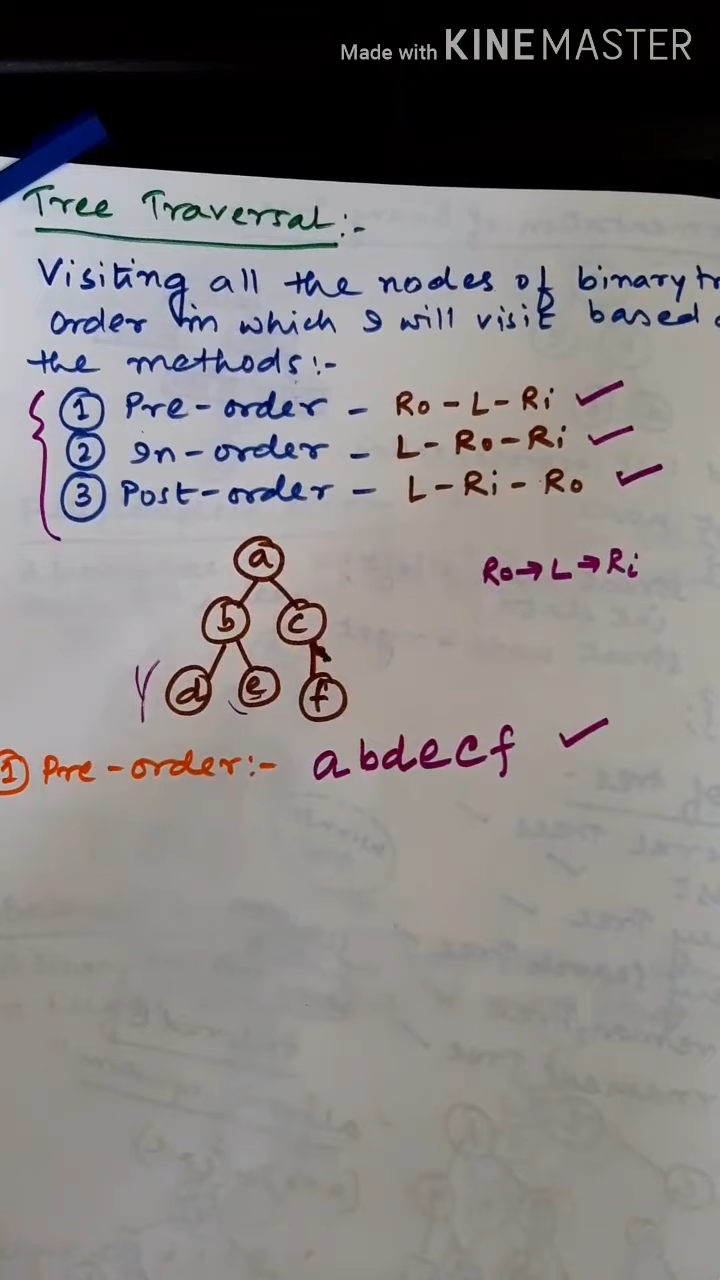 Made with KINEMASTER
Tree Traversal:-
Visiting all the nodes of binary
order in which I will visit based
the methods:-
① Pre-order - Ro - L - Ri ✓
② In-order - L - Ro - Ri ✓
③ Post-order - L - Ri - Ro ✓
Ro→L→Ri
a
b c
d e f
① Pre-order:- abdecf ✓